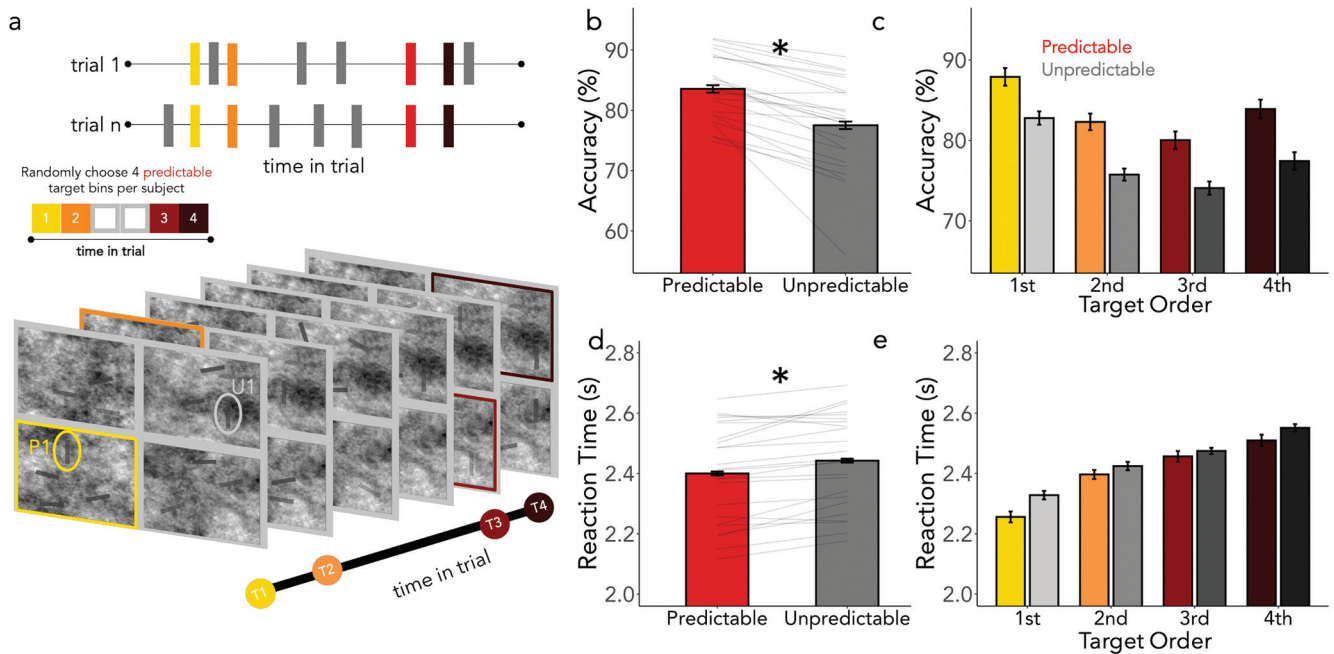 a
trial 1
trial n
time in trial
Randomly choose 4 predictable
target bins per subject
1 2 3 4
time in trial
U1
P1
T1
T2
T3
T4
time in trial
b
*
Accuracy (%)
90
80
70
60
Predictable Unpredictable
c
Predictable
Unpredictable
Accuracy (%)
90
80
70
1st 2nd 3rd 4th
Target Order
d
*
Reaction Time (s)
2.8
2.6
2.4
2.2
2.0
Predictable Unpredictable
e
Reaction Time (s)
2.8
2.6
2.4
2.2
2.0
1st 2nd 3rd 4th
Target Order